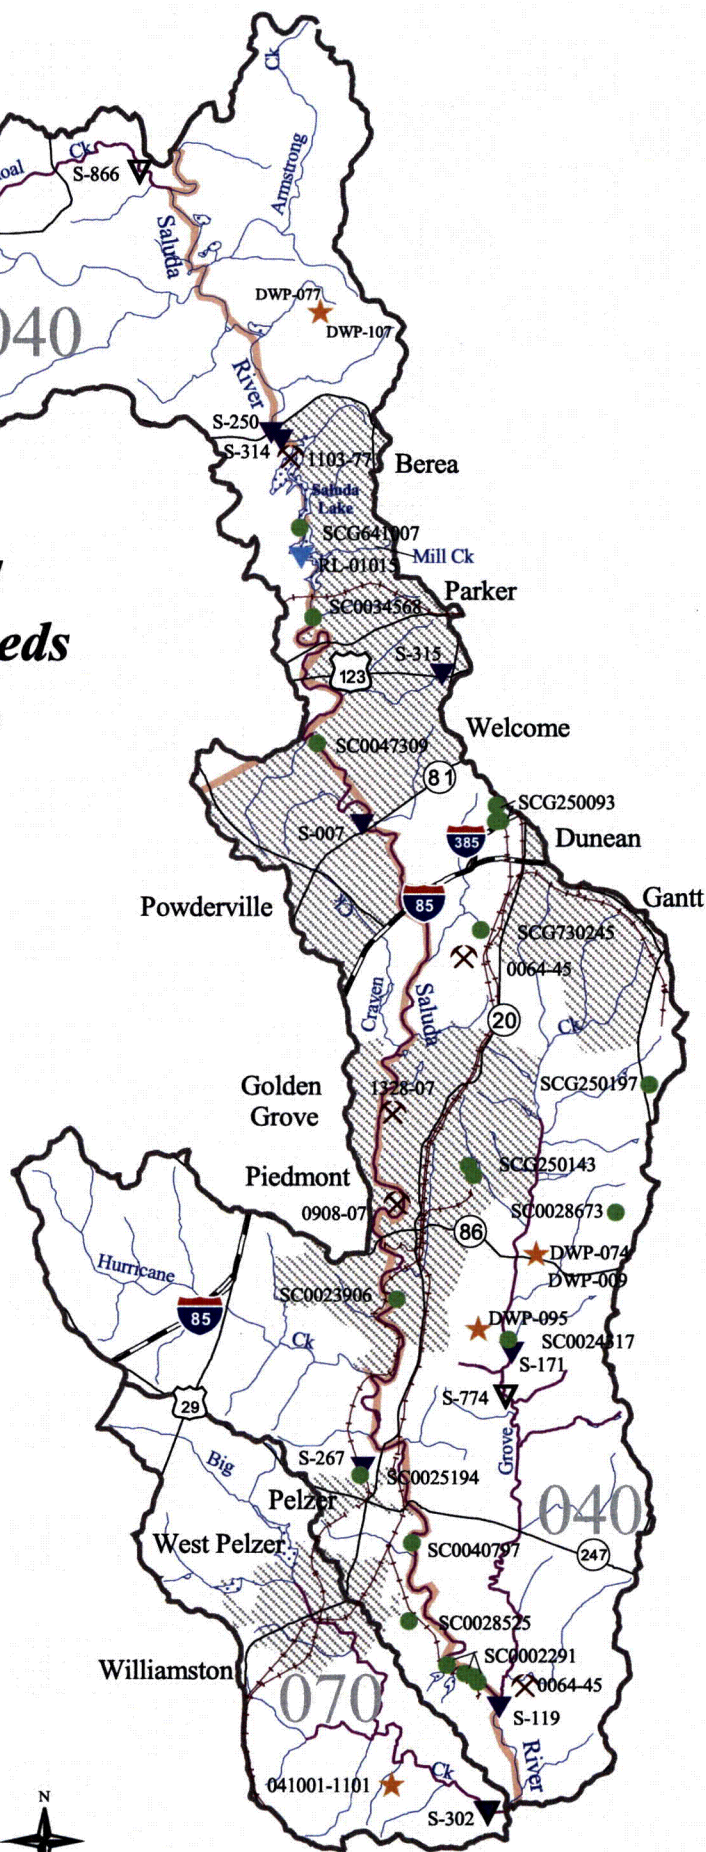 Ck
Armstrong
oal
Ck
S-866
Saluda
DWP-077
DWP-107
040
River
S-250
S-314
1103-77
Berea
Saluda
Lake
SCG641007
RL-01015
Mill Ck
eds
Parker
SC0034568
S-315
123
Welcome
SC0047309
81
SCG250093
S-007
385
Dunean
Gantt
85
Powderville
Ck
SCG730245
0064-45
Craven
Saluda
20
Ck
1328-07
SCG250197
Golden
Grove
SCG250143
Piedmont
0908-07
SC0028673
86
DWP-074
DWP-009
Hurricane
SC0023906
85
DWP-095
SC0024317
Ck
S-171
S-774
29
Big
S-267
Grove
SC0025194
Pelzer
040
West Pelzer
SC0040797
247
SC0028525
SC0002291
Williamston
0064-45
070
S-119
River
041001-1101
Ck
S-302
N